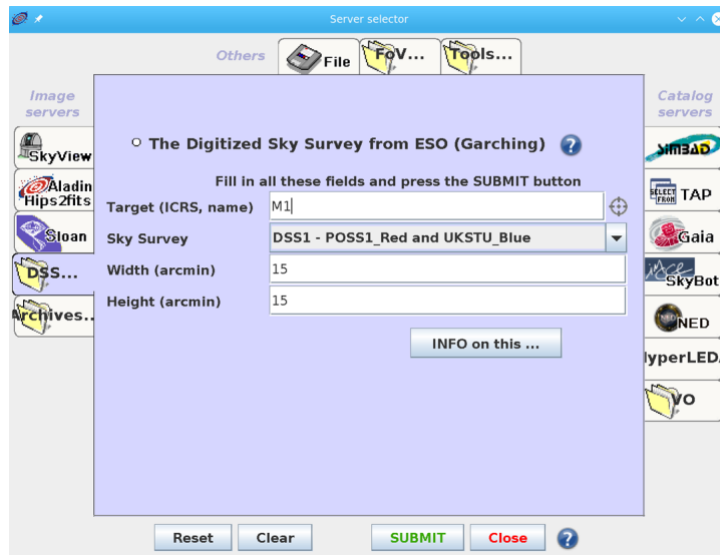 Server selector
Others
File
FoV...
Tools...
Image
servers
Catalog
servers
The Digitized Sky Survey from ESO (Garching) ?
Fill in all these fields and press the SUBMIT button
Target (ICRS, name) M1
Sky Survey DSS1 - POSS1_Red and UKSTU_Blue
Width (arcmin) 15
Height (arcmin) 15
INFO on this ...
SkyView
Aladin
Hips2fits
Sloan
DSS...
Archives..
SIMBAD
SELECT
FROM TAP
Gaia
SkyBot
NED
yperLED
VO
Reset Clear SUBMIT Close ?